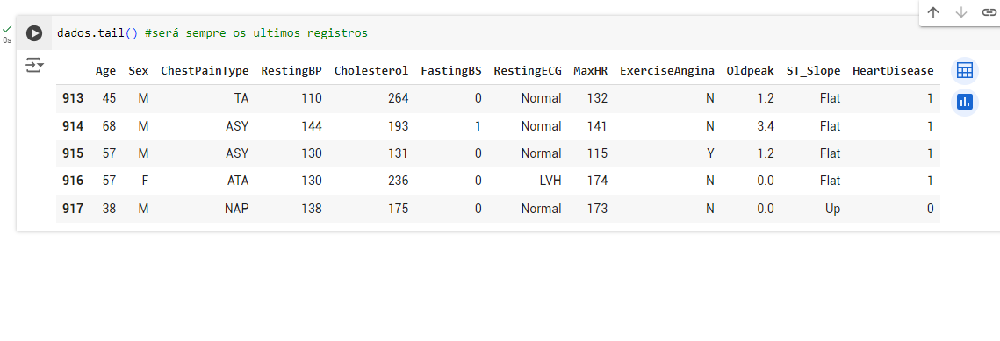 dados.tail() #será sempre os ultimos registros
0s
Age Sex ChestPainType RestingBP Cholesterol FastingBS RestingECG MaxHR ExerciseAngina Oldpeak ST_Slope HeartDisease
913 45 M TA 110 264 0 Normal 132 N 1.2 Flat 1
914 68 M ASY 144 193 1 Normal 141 N 3.4 Flat 1
915 57 M ASY 130 131 0 Normal 115 Y 1.2 Flat 1
916 57 F ATA 130 236 0 LVH 174 N 0.0 Flat 1
917 38 M NAP 138 175 0 Normal 173 N 0.0 Up 0